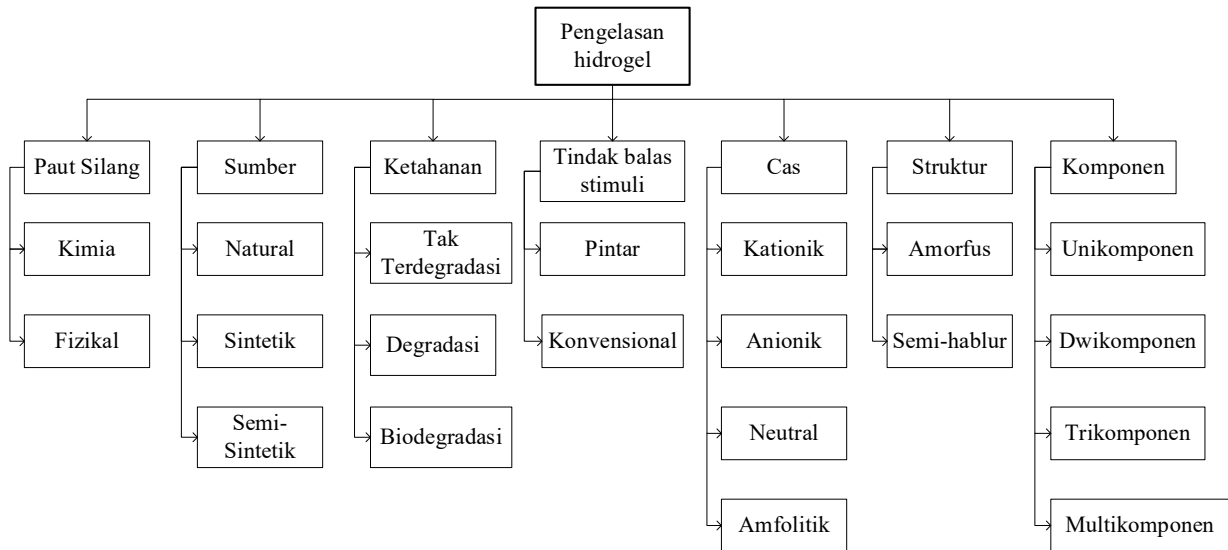 Pengelasan
hidrogel
Paut Silang
Sumber
Ketahanan
Tindak balas
stimuli
Cas
Struktur
Komponen
Kimia
Natural
Tak
Terdegradasi
Pintar
Kationik
Amorfus
Unikomponen
Fizikal
Sintetik
Degradasi
Konvensional
Anionik
Semi-hablur
Dwikomponen
Semi-
Sintetik
Biodegradasi
Neutral
Trikomponen
Amfolitik
Multikomponen